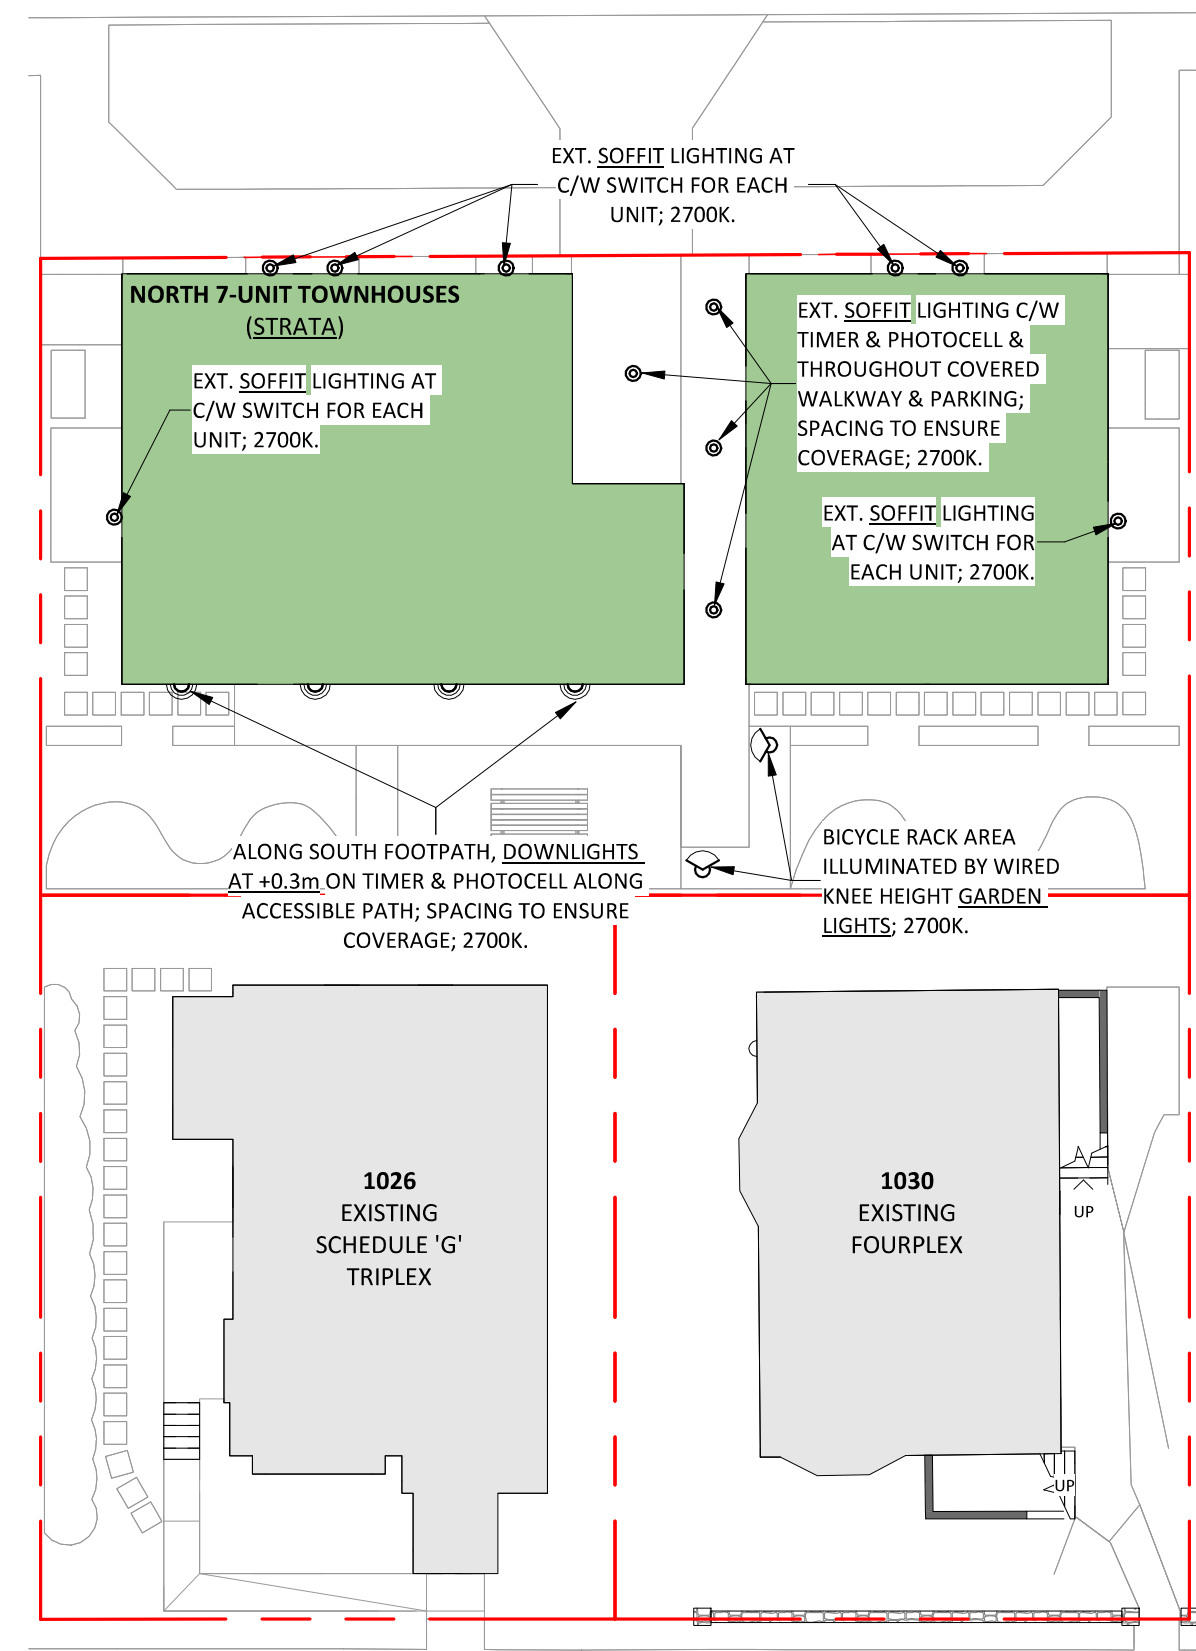 EXT. SOFFIT LIGHTING AT
C/W SWITCH FOR EACH
UNIT; 2700K.
NORTH 7-UNIT TOWNHOUSES
(STRATA)
EXT. SOFFIT LIGHTING C/W
TIMER & PHOTOCELL &
THROUGHOUT COVERED
WALKWAY & PARKING;
SPACING TO ENSURE
COVERAGE; 2700K.
EXT. SOFFIT LIGHTING AT
C/W SWITCH FOR EACH
UNIT; 2700K.
EXT. SOFFIT LIGHTING
AT C/W SWITCH FOR
EACH UNIT; 2700K.
ALONG SOUTH FOOTPATH, DOWNLIGHTS
AT +0.3m ON TIMER & PHOTOCELL ALONG
ACCESSIBLE PATH; SPACING TO ENSURE
COVERAGE; 2700K.
BICYCLE RACK AREA
ILLUMINATED BY WIRED
KNEE HEIGHT GARDEN
LIGHTS; 2700K.
1026
EXISTING
SCHEDULE 'G'
TRIPLEX
1030
EXISTING
FOURPLEX
UP
UP